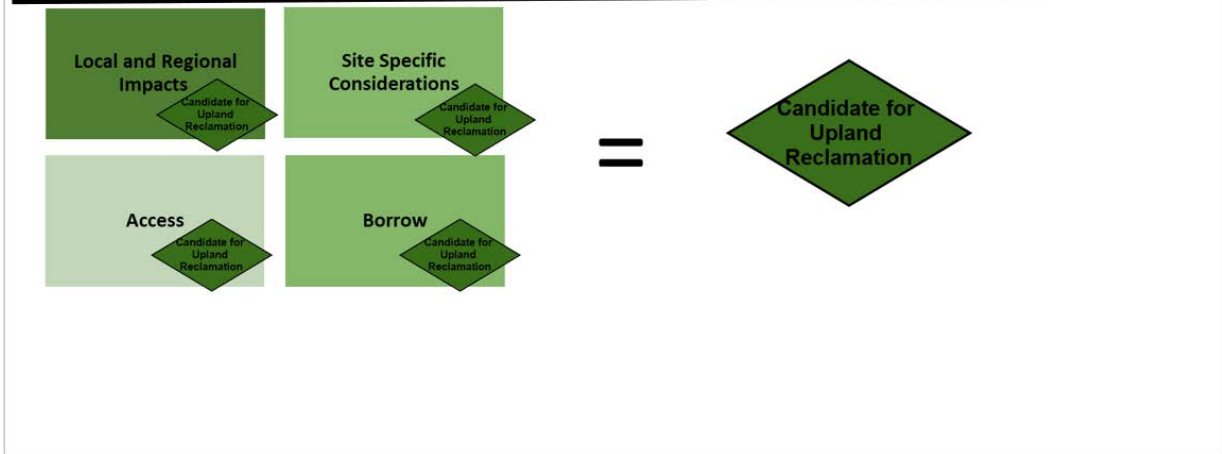 Local and Regional
Impacts
Candidate for
Upland
Reclamation
Site Specific
Considerations
Candidate for
Upland
Reclamation
Access
Candidate for
Upland
Reclamation
Borrow
Candidate for
Upland
Reclamation
=
Candidate for
Upland
Reclamation